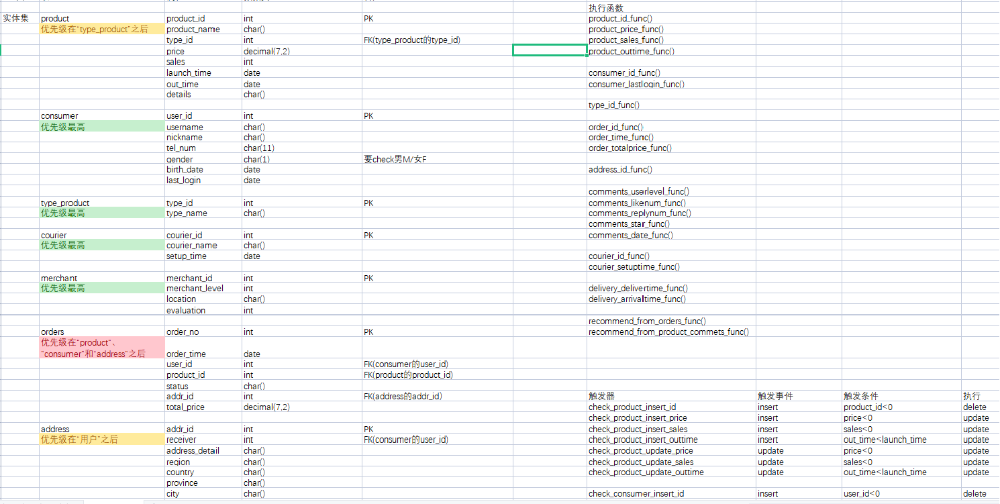 执行函数
实体集 product product_id int PK product_id_func()
优先级在“type_product”之后 product_name char() product_price_func()
type_id int FK(type_product的type_id) product_sales_func()
price decimal(7,2) product_outtime_func()
sales int
launch_time date consumer_id_func()
out_time date consumer_lastlogin_func()
details char()
type_id_func()
consumer user_id int PK
优先级最高 username char() order_id_func()
nickname char() order_time_func()
tel_num char(11) order_totalprice_func()
gender char(1) 要check男M/女F
birth_date date address_id_func()
last_login date
comments_userlevel_func()
type_product type_id int PK comments_likenum_func()
优先级最高 type_name char() comments_replynum_func()
comments_star_func()
courier courier_id int PK comments_date_func()
优先级最高 courier_name char()
setup_time date courier_id_func()
courier_setuptime_func()
merchant merchant_id int PK
优先级最高 merchant_level int delivery_delivertime_func()
location char() delivery_arrivaltime_func()
evaluation int
recommend_from_orders_func()
orders order_no int PK recommend_from_product_commets_func()
优先级在“product“、
”consumer”和“address”之后 order_time date
user_id int FK(consumer的user_id)
product_id int FK(product的product_id)
status char()
addr_id int FK(address的addr_id) 触发器 触发事件 触发条件 执行
total_price decimal(7,2) check_product_insert_id insert product_id<0 delete
check_product_insert_price insert price<0 update
address addr_id int PK check_product_insert_sales insert sales<0 update
优先级在“用户”之后 receiver int FK(consumer的user_id) check_product_insert_outtime insert out_time<launch_time update
address_detail char() check_product_update_price update price<0 update
region char() check_product_update_sales update sales<0 update
country char() check_product_update_outtime update out_time<launch_time update
province char()
city char() check_consumer_insert_id insert user_id<0 delete